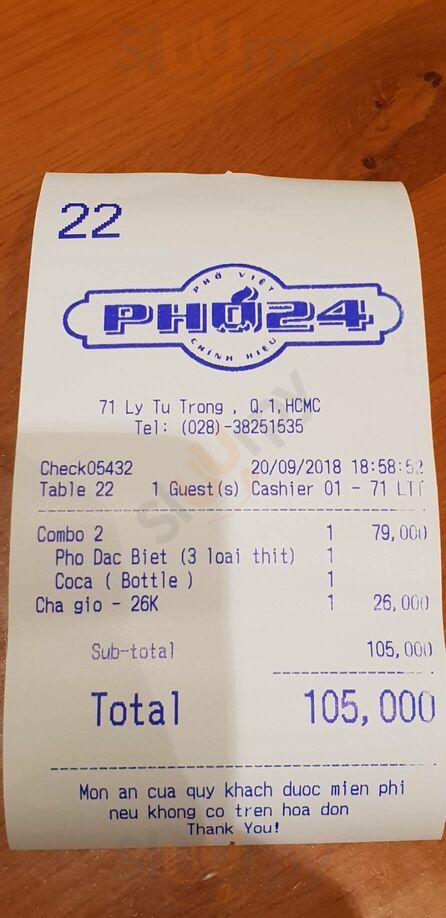 Slurrpy
22
PHỞ VIỆT
PHỞ24
CHÍNH HIỆU
71 Ly Tu Trong , Q.1,HCMC
Tel: (028)-38251535
Check05432 20/09/2018 18:58:52
Table 22 1 Guest(s) Cashier 01 - 71 LTT
Combo 2 1 79,000
Pho Dac Biet (3 loai thit) 1
Coca ( Bottle ) 1
Cha gio - 26K 1 26,000
Sub-total 105,000
Total 105,000
Mon an cua quy khach duoc mien phi
neu khong co tren hoa don
Thank You!